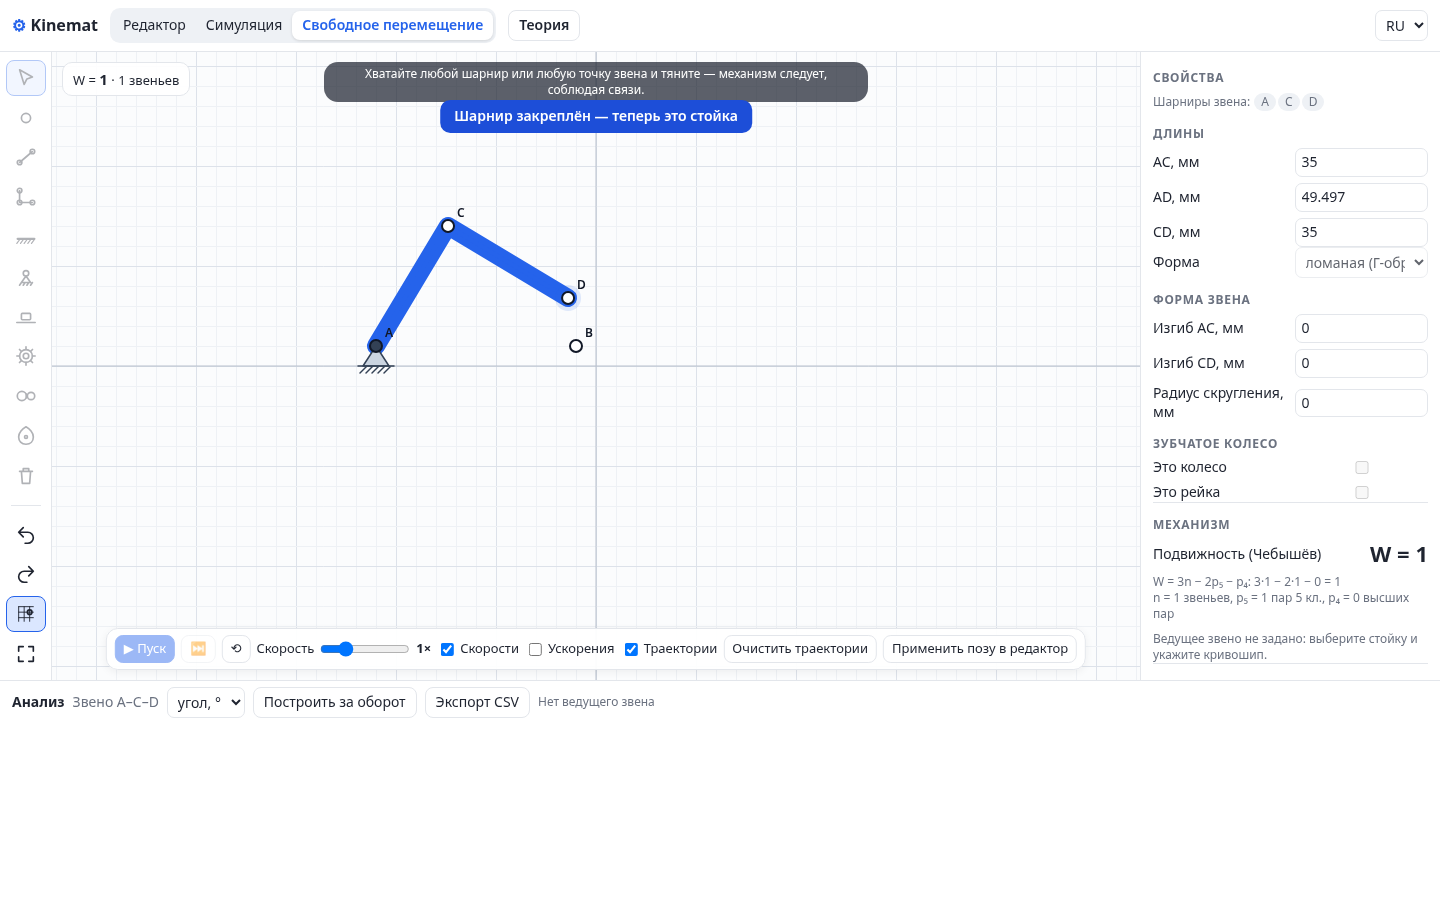 Kinemat
Редактор
Симуляция
Свободное перемещение
Теория
RU
W = 1 · 1 звеньев
Хватайте любой шарнир или любую точку звена и тяните — механизм следует,
соблюдая связи.
Шарнир закреплён — теперь это стойка
C
D
A
B
▶ Пуск
Скорость
1×
Скорости
Ускорения
Траектории
Очистить траектории
Применить позу в редактор
СВОЙСТВА
Шарниры звена: A C D
ДЛИНЫ
AC, мм 35
AD, мм 49.497
CD, мм 35
Форма ломаная (Г-обр
ФОРМА ЗВЕНА
Изгиб AC, мм 0
Изгиб CD, мм 0
Радиус скругления,
мм 0
ЗУБЧАТОЕ КОЛЕСО
Это колесо
Это рейка
МЕХАНИЗМ
Подвижность (Чебышёв) W = 1
W = 3n − 2p₅ − p₄: 3·1 − 2·1 − 0 = 1
n = 1 звеньев, p₅ = 1 пар 5 кл., p₄ = 0 высших
пар
Ведущее звено не задано: выберите стойку и
укажите кривошип.
Анализ
Звено A–C–D
угол, °
Построить за оборот
Экспорт CSV
Нет ведущего звена